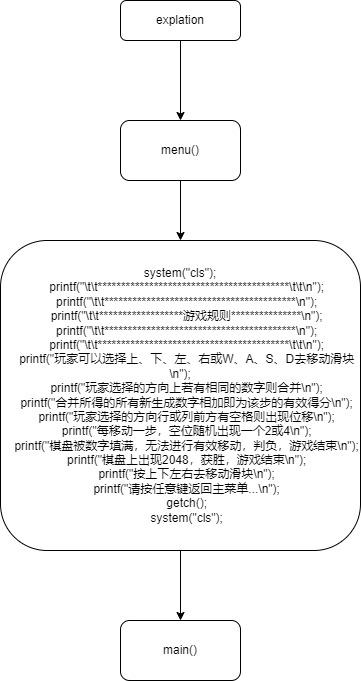 explation
menu()
system("cls");
printf("\t\t*****************************************\t\t\n");
printf("\t\t*****************************************\n");
printf("\t\t******************游戏规则***************\n");
printf("\t\t*****************************************\n");
printf("\t\t*****************************************\t\t\n");
printf("玩家可以选择上、下、左、右或W、A、S、D去移动滑块
\n");
printf("玩家选择的方向上若有相同的数字则合并\n");
printf("合并所得的所有新生成数字相加即为该步的有效得分\n");
printf("玩家选择的方向行或列前方有空格则出现位移\n");
printf("每移动一步，空位随机出现一个2或4\n");
printf("棋盘被数字填满，无法进行有效移动，判负，游戏结束\n");
printf("棋盘上出现2048，获胜，游戏结束\n");
printf("按上下左右去移动滑块\n");
printf("请按任意键返回主菜单...\n");
getch();
system("cls");
main()